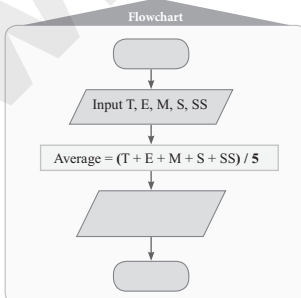 Flowchart
Input T, E, M, S, SS
Average = (T + E + M + S + SS) / 5